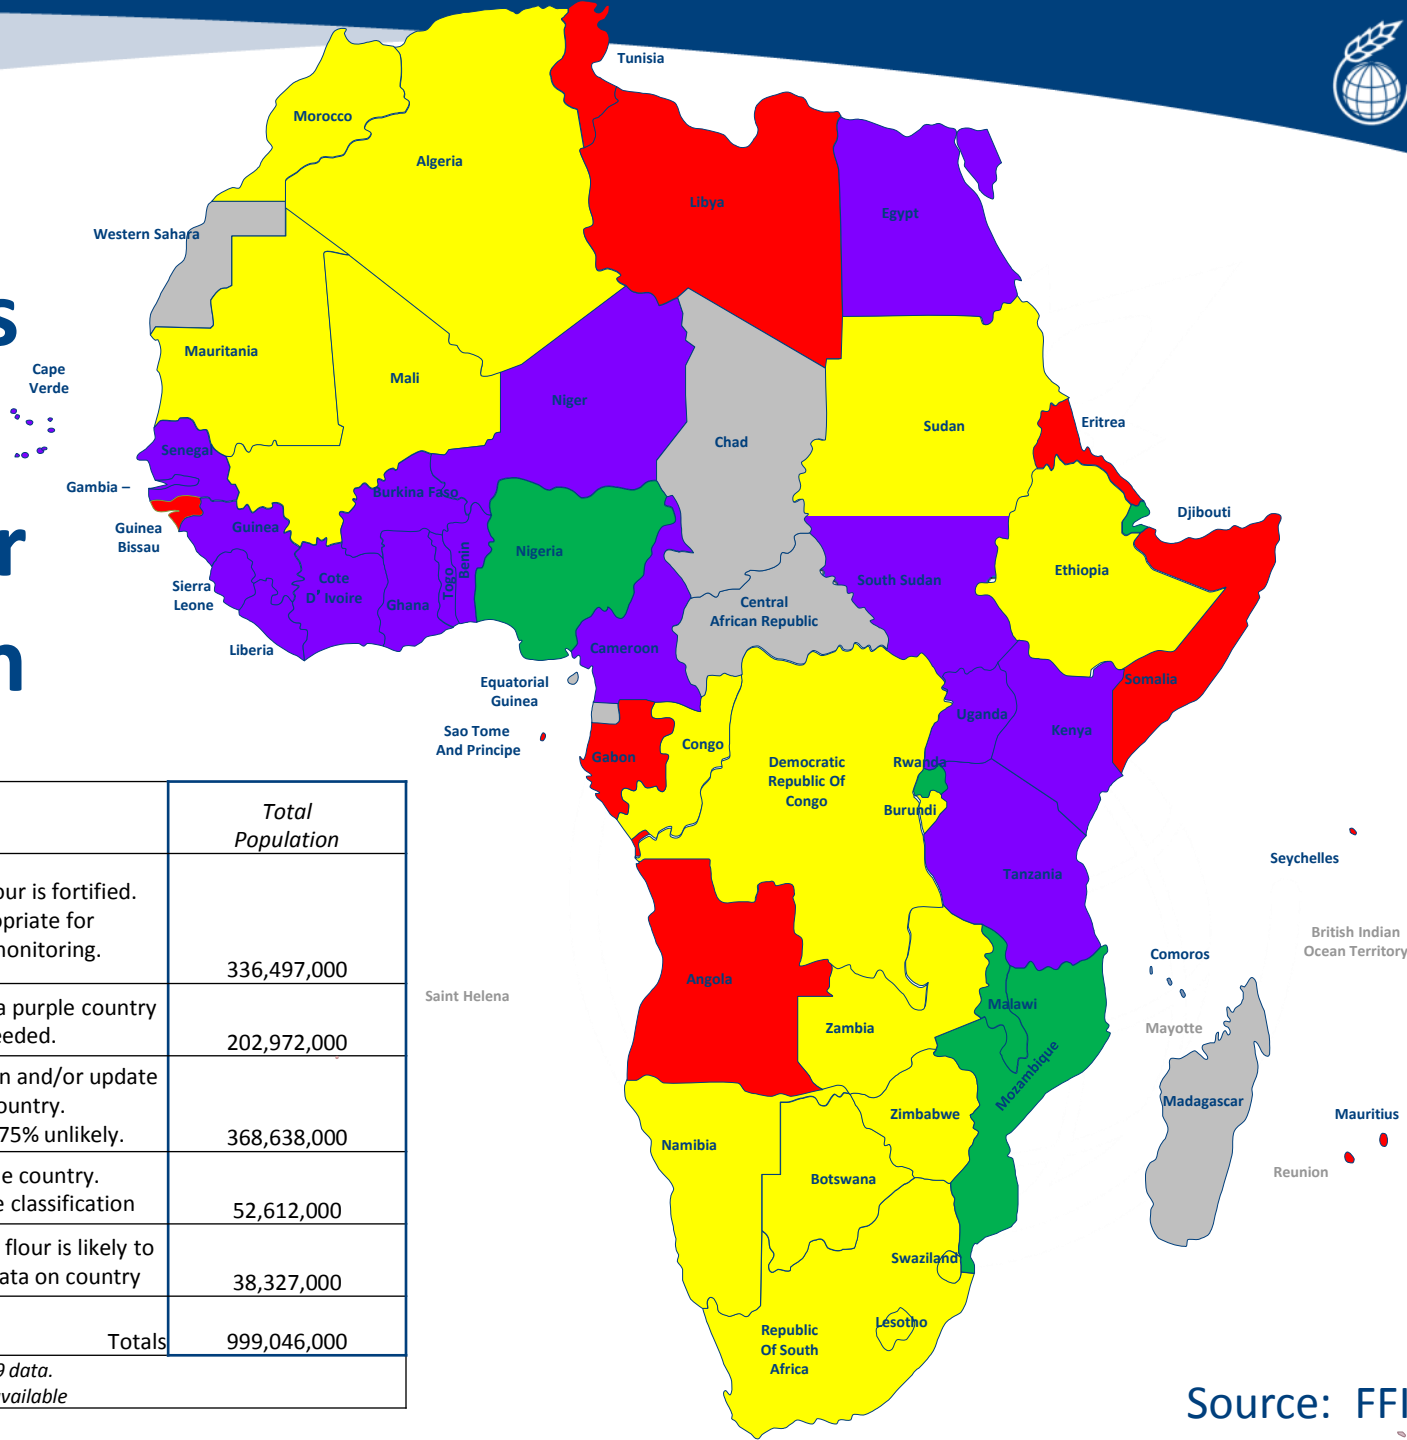 Tunisia
Morocco
Algeria
Libya
Egypt
Western Sahara
s
Mauritania
Cape
Verde
Mali
Niger
Chad
Sudan
Eritrea
Senegal
Gambia –
Burkina Faso
Djibouti
Guinea
Bissau
Guinea
r
Nigeria
Benin
Togo
Cote
D' Ivoire
Ghana
Ethiopia
South Sudan
Sierra
Leone
Central
African Republic
Liberia
Cameroon
n
Equatorial
Guinea
Somalia
Uganda
Kenya
Sao Tome
And Principe
Gabon
Congo
Democratic
Republic Of
Congo
Rwanda
Burundi
Tanzania
Seychelles
British Indian
Ocean Territory
Comoros
Angola
Saint Helena
Malawi
Zambia
Mayotte
Mozambique
Madagascar
Mauritius
Zimbabwe
Namibia
Botswana
Reunion
Swaziland
Lesotho
Republic
Of South
Africa
Total
Population
our is fortified.
opriate for
monitoring.
336,497,000
a purple country
eeded.
202,972,000
n and/or update
ountry.
75% unlikely.
368,638,000
e country.
e classification
52,612,000
flour is likely to
ata on country
38,327,000
Totals
999,046,000
9 data.
vailable
Source: FFI